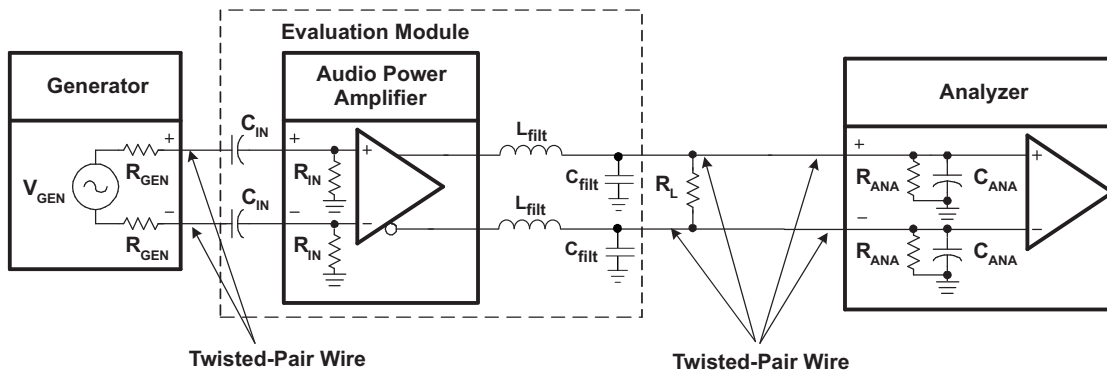 Evaluation Module
Generator
Audio Power
Amplifier
Analyzer
C_IN
L_filt
+
+
+
+
+
R_GEN
R_IN
C_filt
R_L
R_ANA
C_ANA
V_GEN
−
C_IN
−
−
L_filt
−
−
R_GEN
R_IN
C_filt
R_ANA
C_ANA
Twisted-Pair Wire
Twisted-Pair Wire